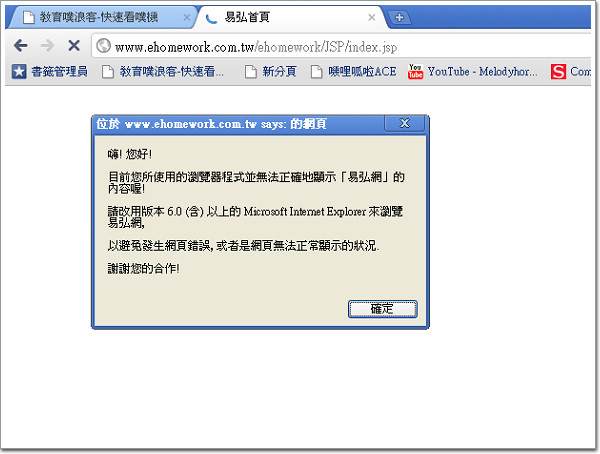 教育噗浪客-快速看噗機
易弘首頁
www.ehomework.com.tw/ehomework/JSP/index.jsp
書籤管理員 教育噗浪客-快速看... 新分頁 噗哩呱啦ACE YouTube - Melodyhor... Com
位於 www.ehomework.com.tw says: 的網頁
嗨! 您好!
目前您所使用的瀏覽器程式並無法正確地顯示「易弘網」的
內容喔!
請改用版本 6.0 (含) 以上的 Microsoft Internet Explorer 來瀏覽
易弘網,
以避免發生網頁錯誤, 或者是網頁無法正常顯示的狀況.
謝謝您的合作!
確定